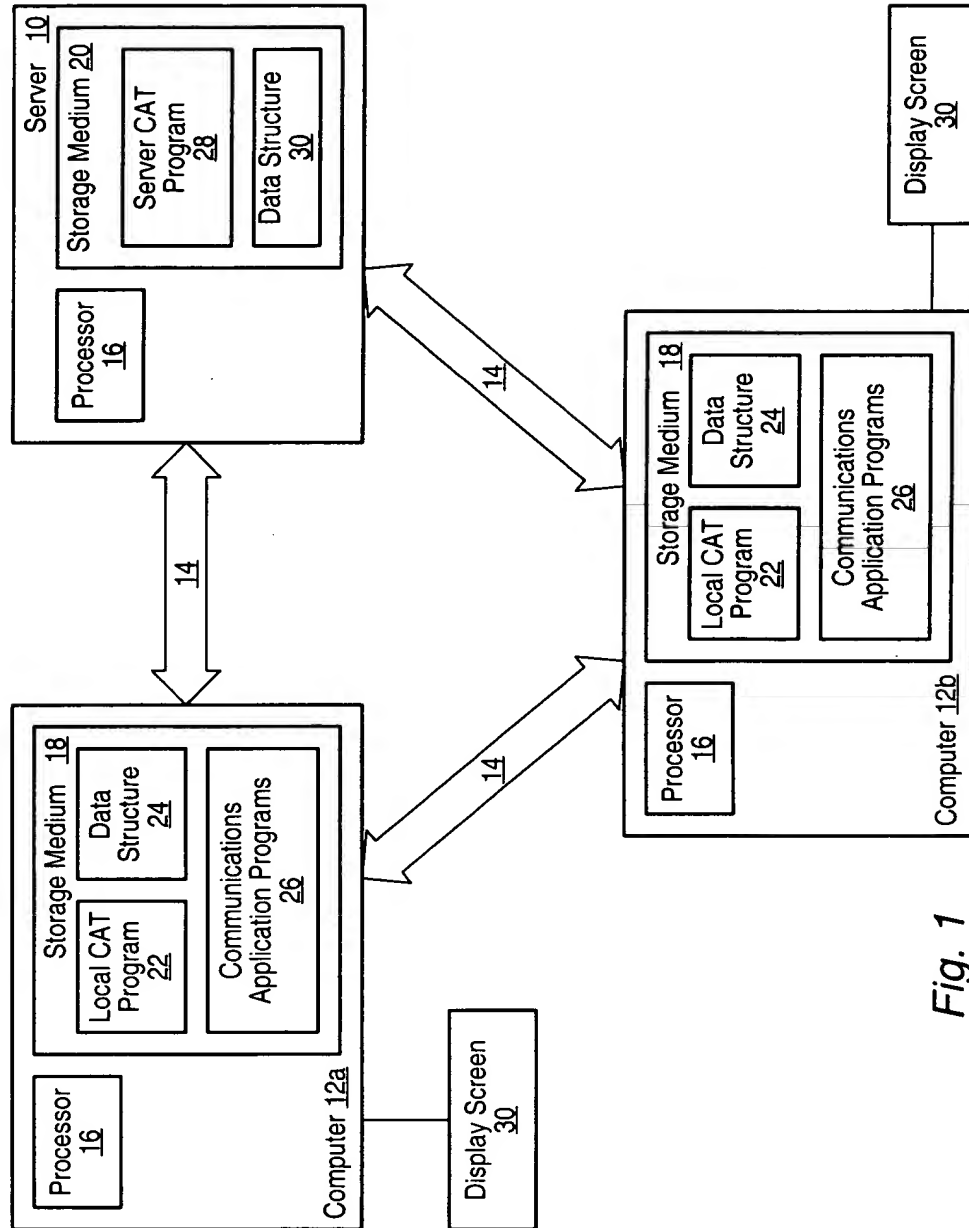 Server 10
Storage Medium 20
Server CAT
Program
28
Data Structure
30
Processor
16
14
14
14
Storage Medium 18
Local CAT
Program
22
Data
Structure
24
Communications
Application Programs
26
Processor
16
Computer 12a
Display Screen
30
Storage Medium 18
Local CAT
Program
22
Data
Structure
24
Communications
Application Programs
26
Processor
16
Computer 12b
Display Screen
30
Fig. 1